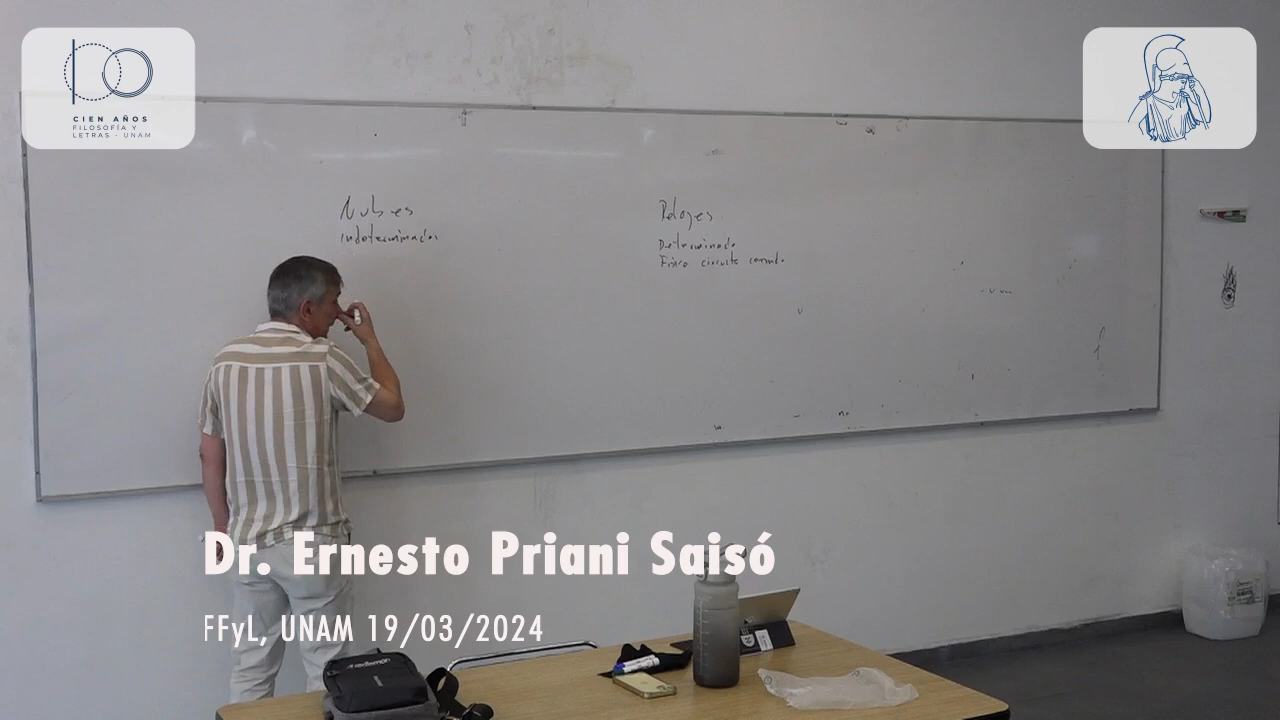 CIEN AÑOS
FILOSOFÍA Y
LETRAS - UNAM
Nubes
Relojes
indeterminados
Determinado
Físico circuito cerrado
Dr. Ernesto Priani Saisó
FFyL, UNAM 19/03/2024